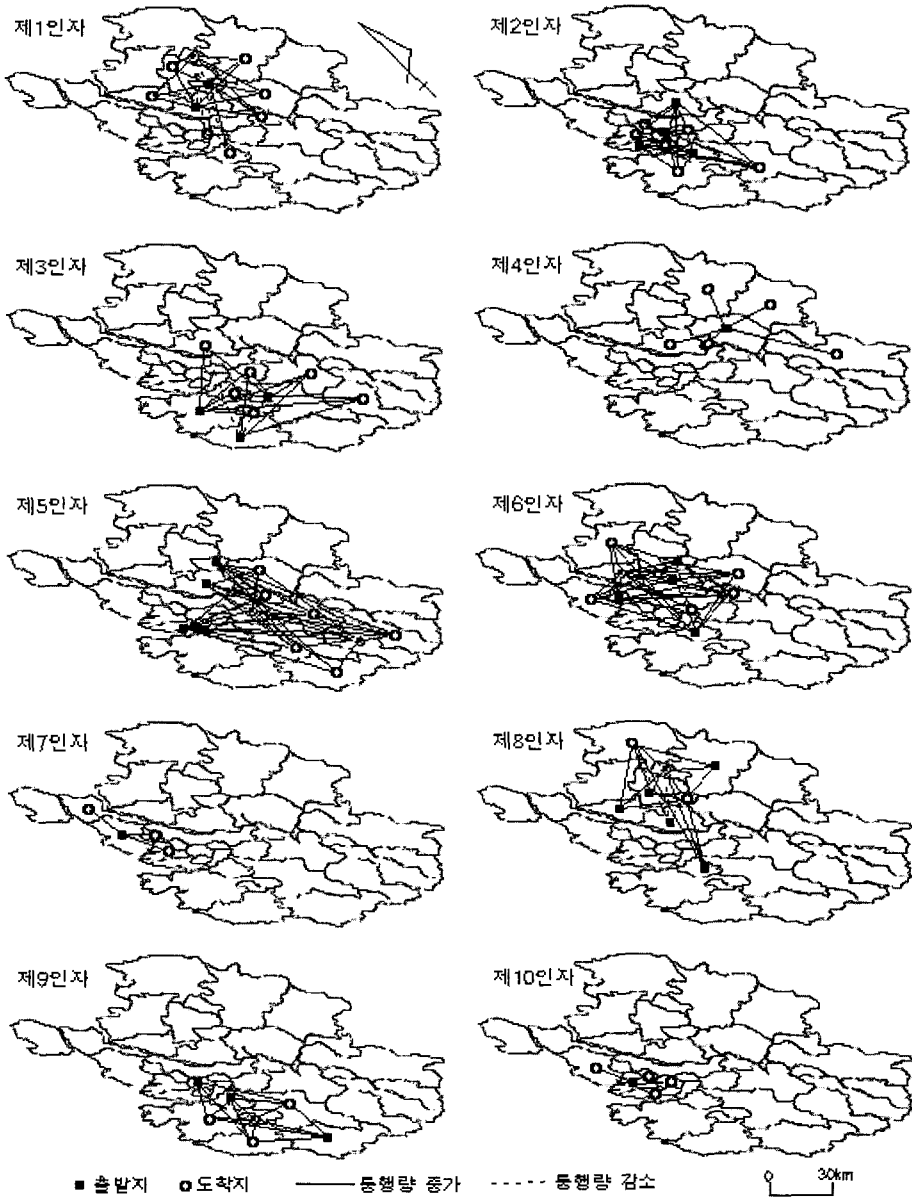 제1인자
제2인자
제3인자
제4인자
제5인자
제6인자
제7인자
제8인자
제9인자
제10인자
출발지 도착지 통행량 증가 통행량 감소 0 30km